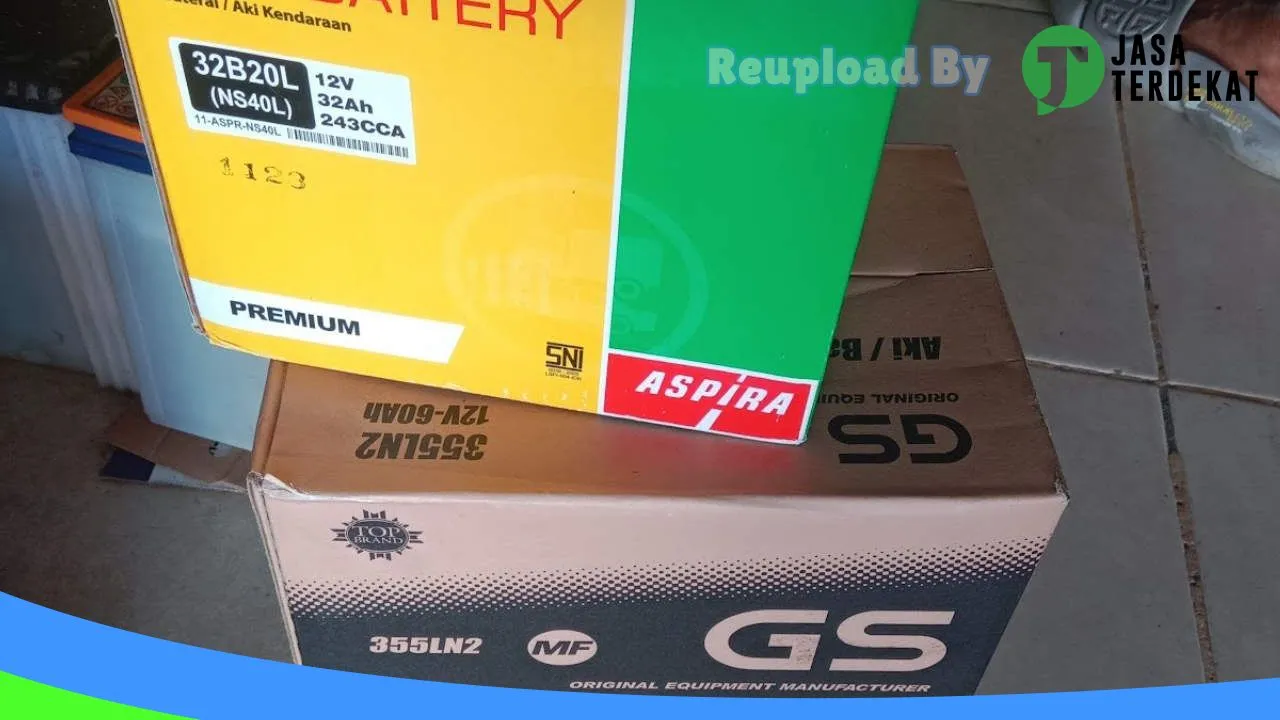 BATTERY
/ Aki Kendaraan
32B20L
(NS40L)
12V
32Ah
243CCA
11-ASPR-NS40L
1123
PREMIUM
SNI
ASPIRA
Reupload By
JASA
TERDEKAT
Aki / Ba
ORIGINAL EQUI
GS
12V-60Ah
355LN2
TOP
BRAND
355LN2
MF
GS
ORIGINAL EQUIPMENT MANUFACTURER